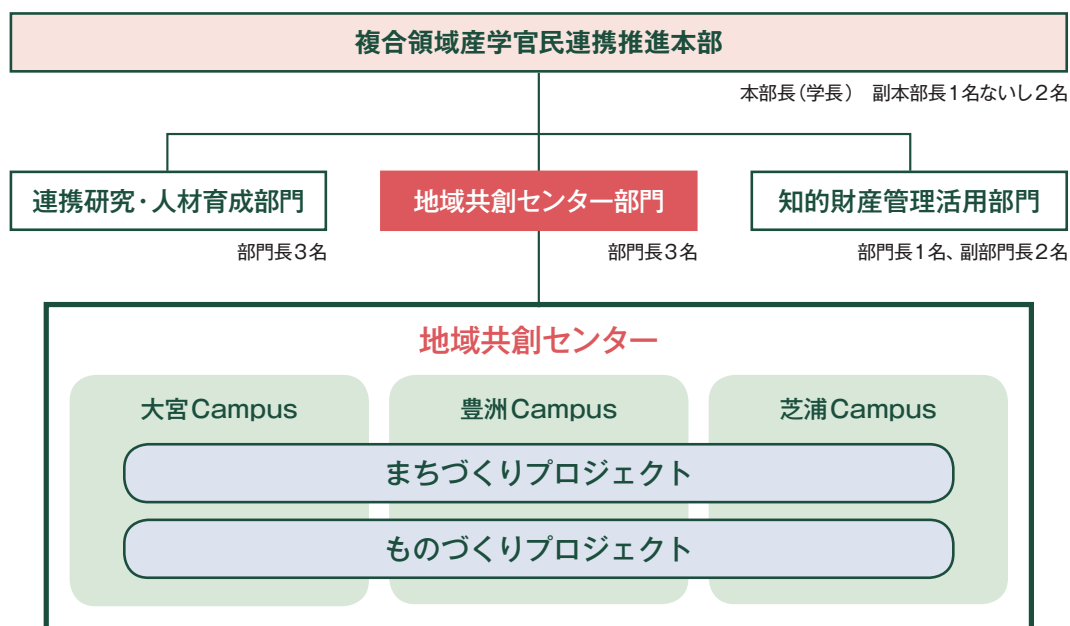 複合領域産学官民連携推進本部
本部長（学長）　副本部長1名ないし2名
連携研究・人材育成部門
地域共創センター部門
知的財産管理活用部門
部門長3名
部門長3名
部門長1名、副部門長2名
地域共創センター
大宮Campus
豊洲Campus
芝浦Campus
まちづくりプロジェクト
ものづくりプロジェクト